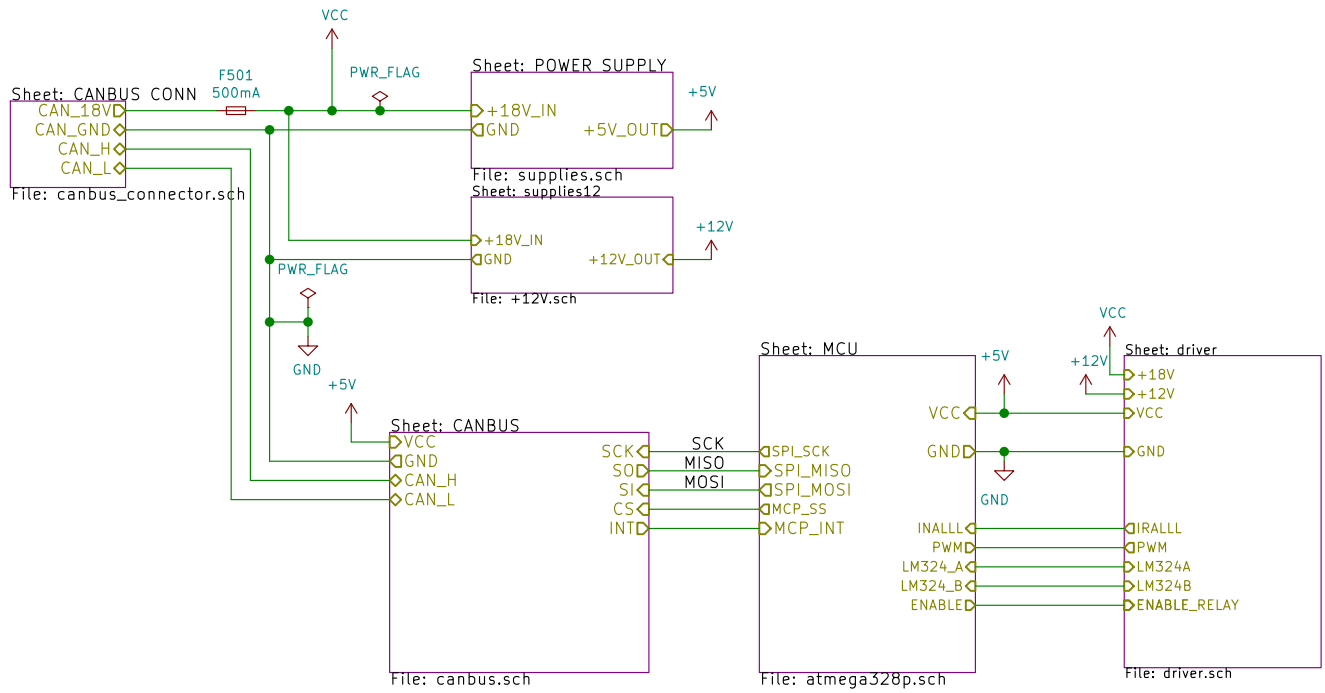 VCC
F501
500mA
PWR_FLAG
Sheet: CANBUS CONN
CAN_18V
CAN_GND
CAN_H
CAN_L
File: canbus_connector.sch
Sheet: POWER SUPPLY
+18V_IN
GND
+5V_OUT
File: supplies.sch
+5V
Sheet: supplies12
+18V_IN
GND
+12V_OUT
File: +12V.sch
+12V
PWR_FLAG
GND
+5V
Sheet: CANBUS
VCC
GND
CAN_H
CAN_L
SCK
SO
SI
CS
INT
File: canbus.sch
SCK
MISO
MOSI
Sheet: MCU
SPI_SCK
SPI_MISO
SPI_MOSI
MCP_SS
MCP_INT
VCC
GND
INALLL
PWM
LM324_A
LM324_B
ENABLE
File: atmega328p.sch
+5V
GND
VCC
+12V
Sheet: driver
+18V
+12V
VCC
GND
IRALLL
PWM
LM324A
LM324B
ENABLE_RELAY
File: driver.sch